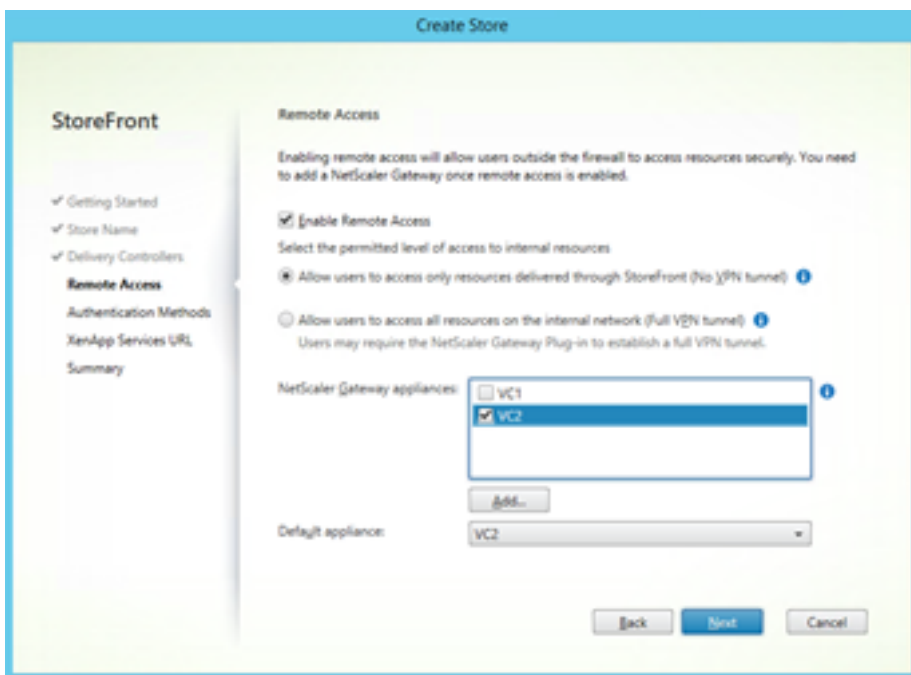 Create Store
StoreFront
Getting Started
Store Name
Delivery Controllers
Remote Access
Authentication Methods
XenApp Services URL
Summary
Remote Access
Enabling remote access will allow users outside the firewall to access resources securely. You need
to add a NetScaler Gateway once remote access is enabled.
Enable Remote Access
Select the permitted level of access to internal resources
Allow users to access only resources delivered through StoreFront (No VPN tunnel)
Allow users to access all resources on the internal network (Full VPN tunnel)
Users may require the NetScaler Gateway Plug-in to establish a full VPN tunnel.
NetScaler Gateway appliances:
VC1
VC2
Add...
Default appliance:
VC2
Back
Next
Cancel